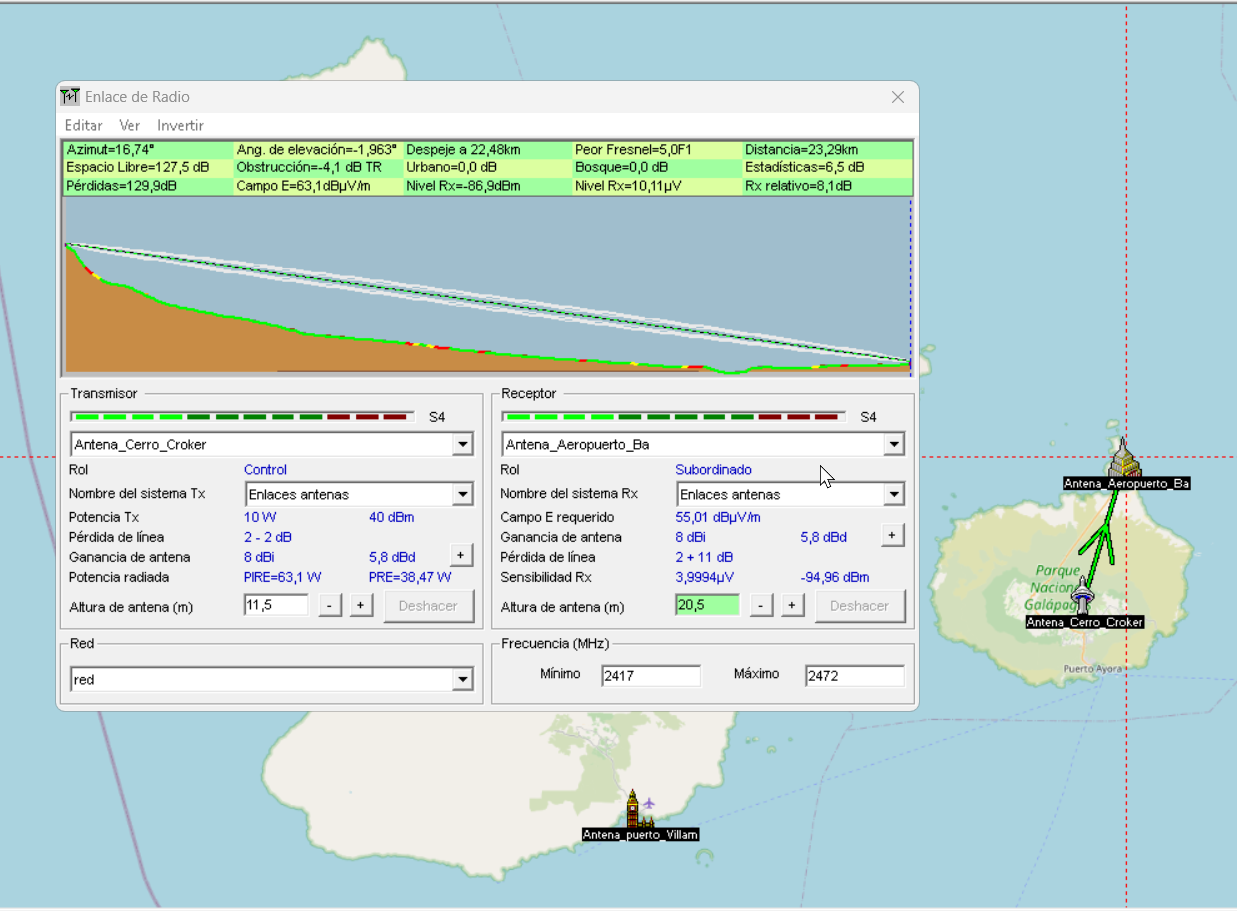 Enlace de Radio
Editar Ver Invertir
Azimut=16,74° Ang. de elevación=-1,963° Despeje a 22,48km Peor Fresnel=5,0F1 Distancia=23,29km
Espacio Libre=127,5 dB Obstrucción=-4,1 dB TR Urbano=0,0 dB Bosque=0,0 dB Estadísticas=6,5 dB
Pérdidas=129,9dB Campo E=63,1dBµV/m Nivel Rx=-86,9dBm Nivel Rx=10,11µV Rx relativo=8,1dB
Transmisor
S4
Antena_Cerro_Croker
Rol Control
Nombre del sistema Tx Enlaces antenas
Potencia Tx 10 W 40 dBm
Pérdida de línea 2 - 2 dB
Ganancia de antena 8 dBi 5,8 dBd +
Potencia radiada PIRE=63,1 W PRE=38,47 W
Altura de antena (m) 11,5 - + Deshacer
Red
red
Receptor
S4
Antena_Aeropuerto_Ba
Rol Subordinado
Nombre del sistema Rx Enlaces antenas
Campo E requerido 55,01 dBµV/m
Ganancia de antena 8 dBi 5,8 dBd +
Pérdida de línea 2 + 11 dB
Sensibilidad Rx 3,9994µV -94,96 dBm
Altura de antena (m) 20,5 - + Deshacer
Frecuencia (MHz)
Mínimo 2417 Máximo 2472
Antena_Aeropuerto_Ba
Parque
Nacion
Galápag
Antena_Cerro_Croker
Puerto Ayora
Antena_puerto_Villam